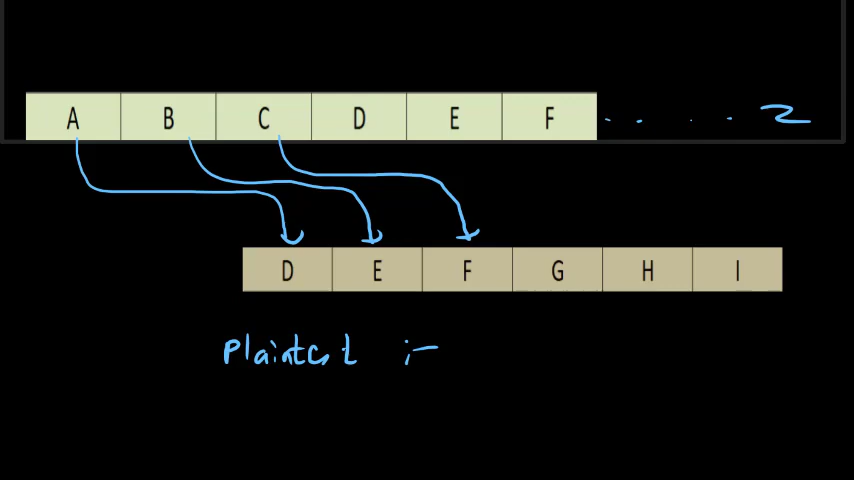 A B C D E F . . . . Z
D E F G H I
Plaintext :-